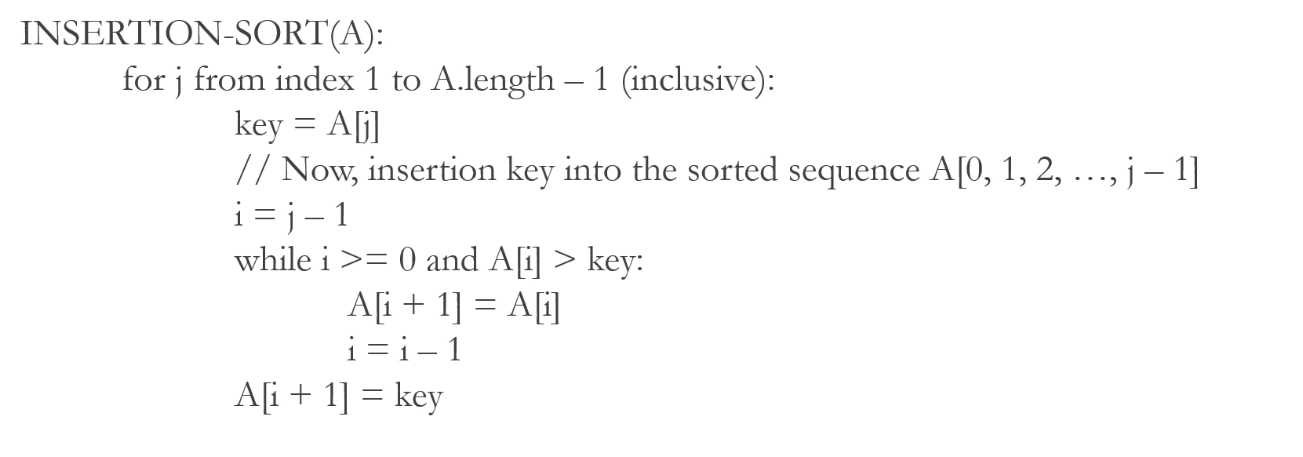 INSERTION-SORT(A):
for j from index 1 to A.length – 1 (inclusive):
key = A[j]
// Now, insertion key into the sorted sequence A[0, 1, 2, …, j – 1]
i = j – 1
while i >= 0 and A[i] > key:
A[i + 1] = A[i]
i = i – 1
A[i + 1] = key